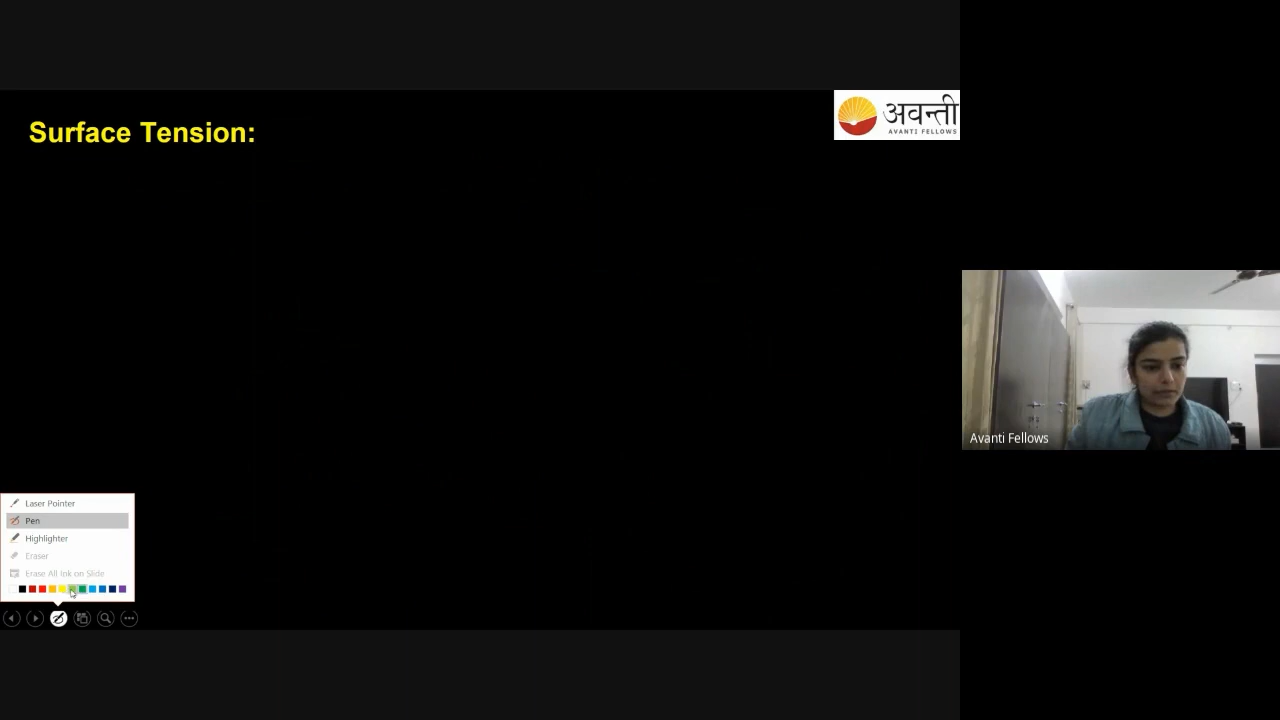 Surface Tension:
अवन्ती
AVANTI FELLOWS
Avanti Fellows
Laser Pointer
Pen
Highlighter
Eraser
Erase All Ink on Slide